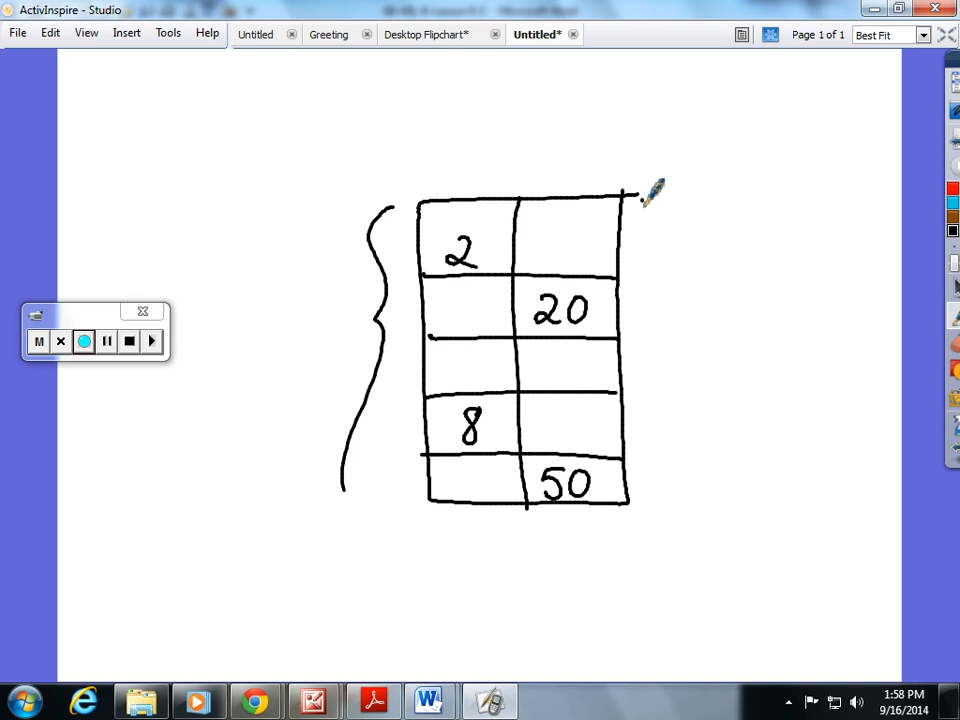 ActivInspire - Studio
File Edit View Insert Tools Help Untitled Greeting Desktop Flipchart* Untitled* Page 1 of 1 Best Fit
2
20
8
50
M
1:58 PM
9/16/2014